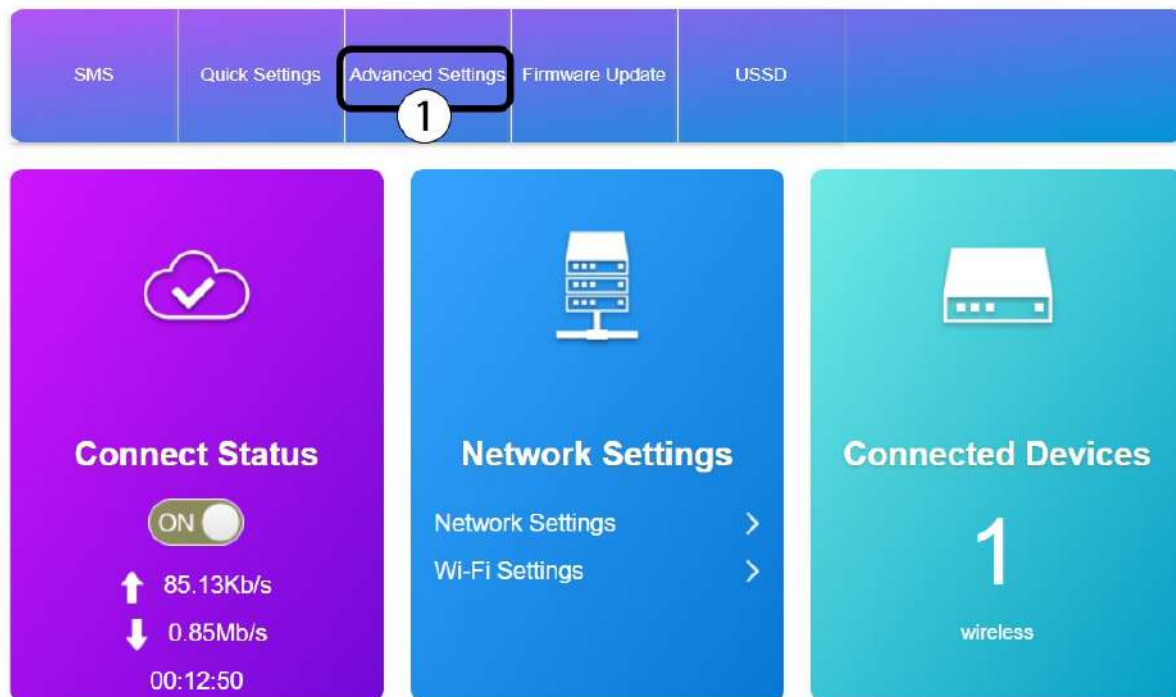 SMS
Quick Settings
Advanced Settings
Firmware Update
USSD
1
Connect Status
ON
85.13Kb/s
0.85Mb/s
00:12:50
Network Settings
Network Settings
Wi-Fi Settings
Connected Devices
1
wireless